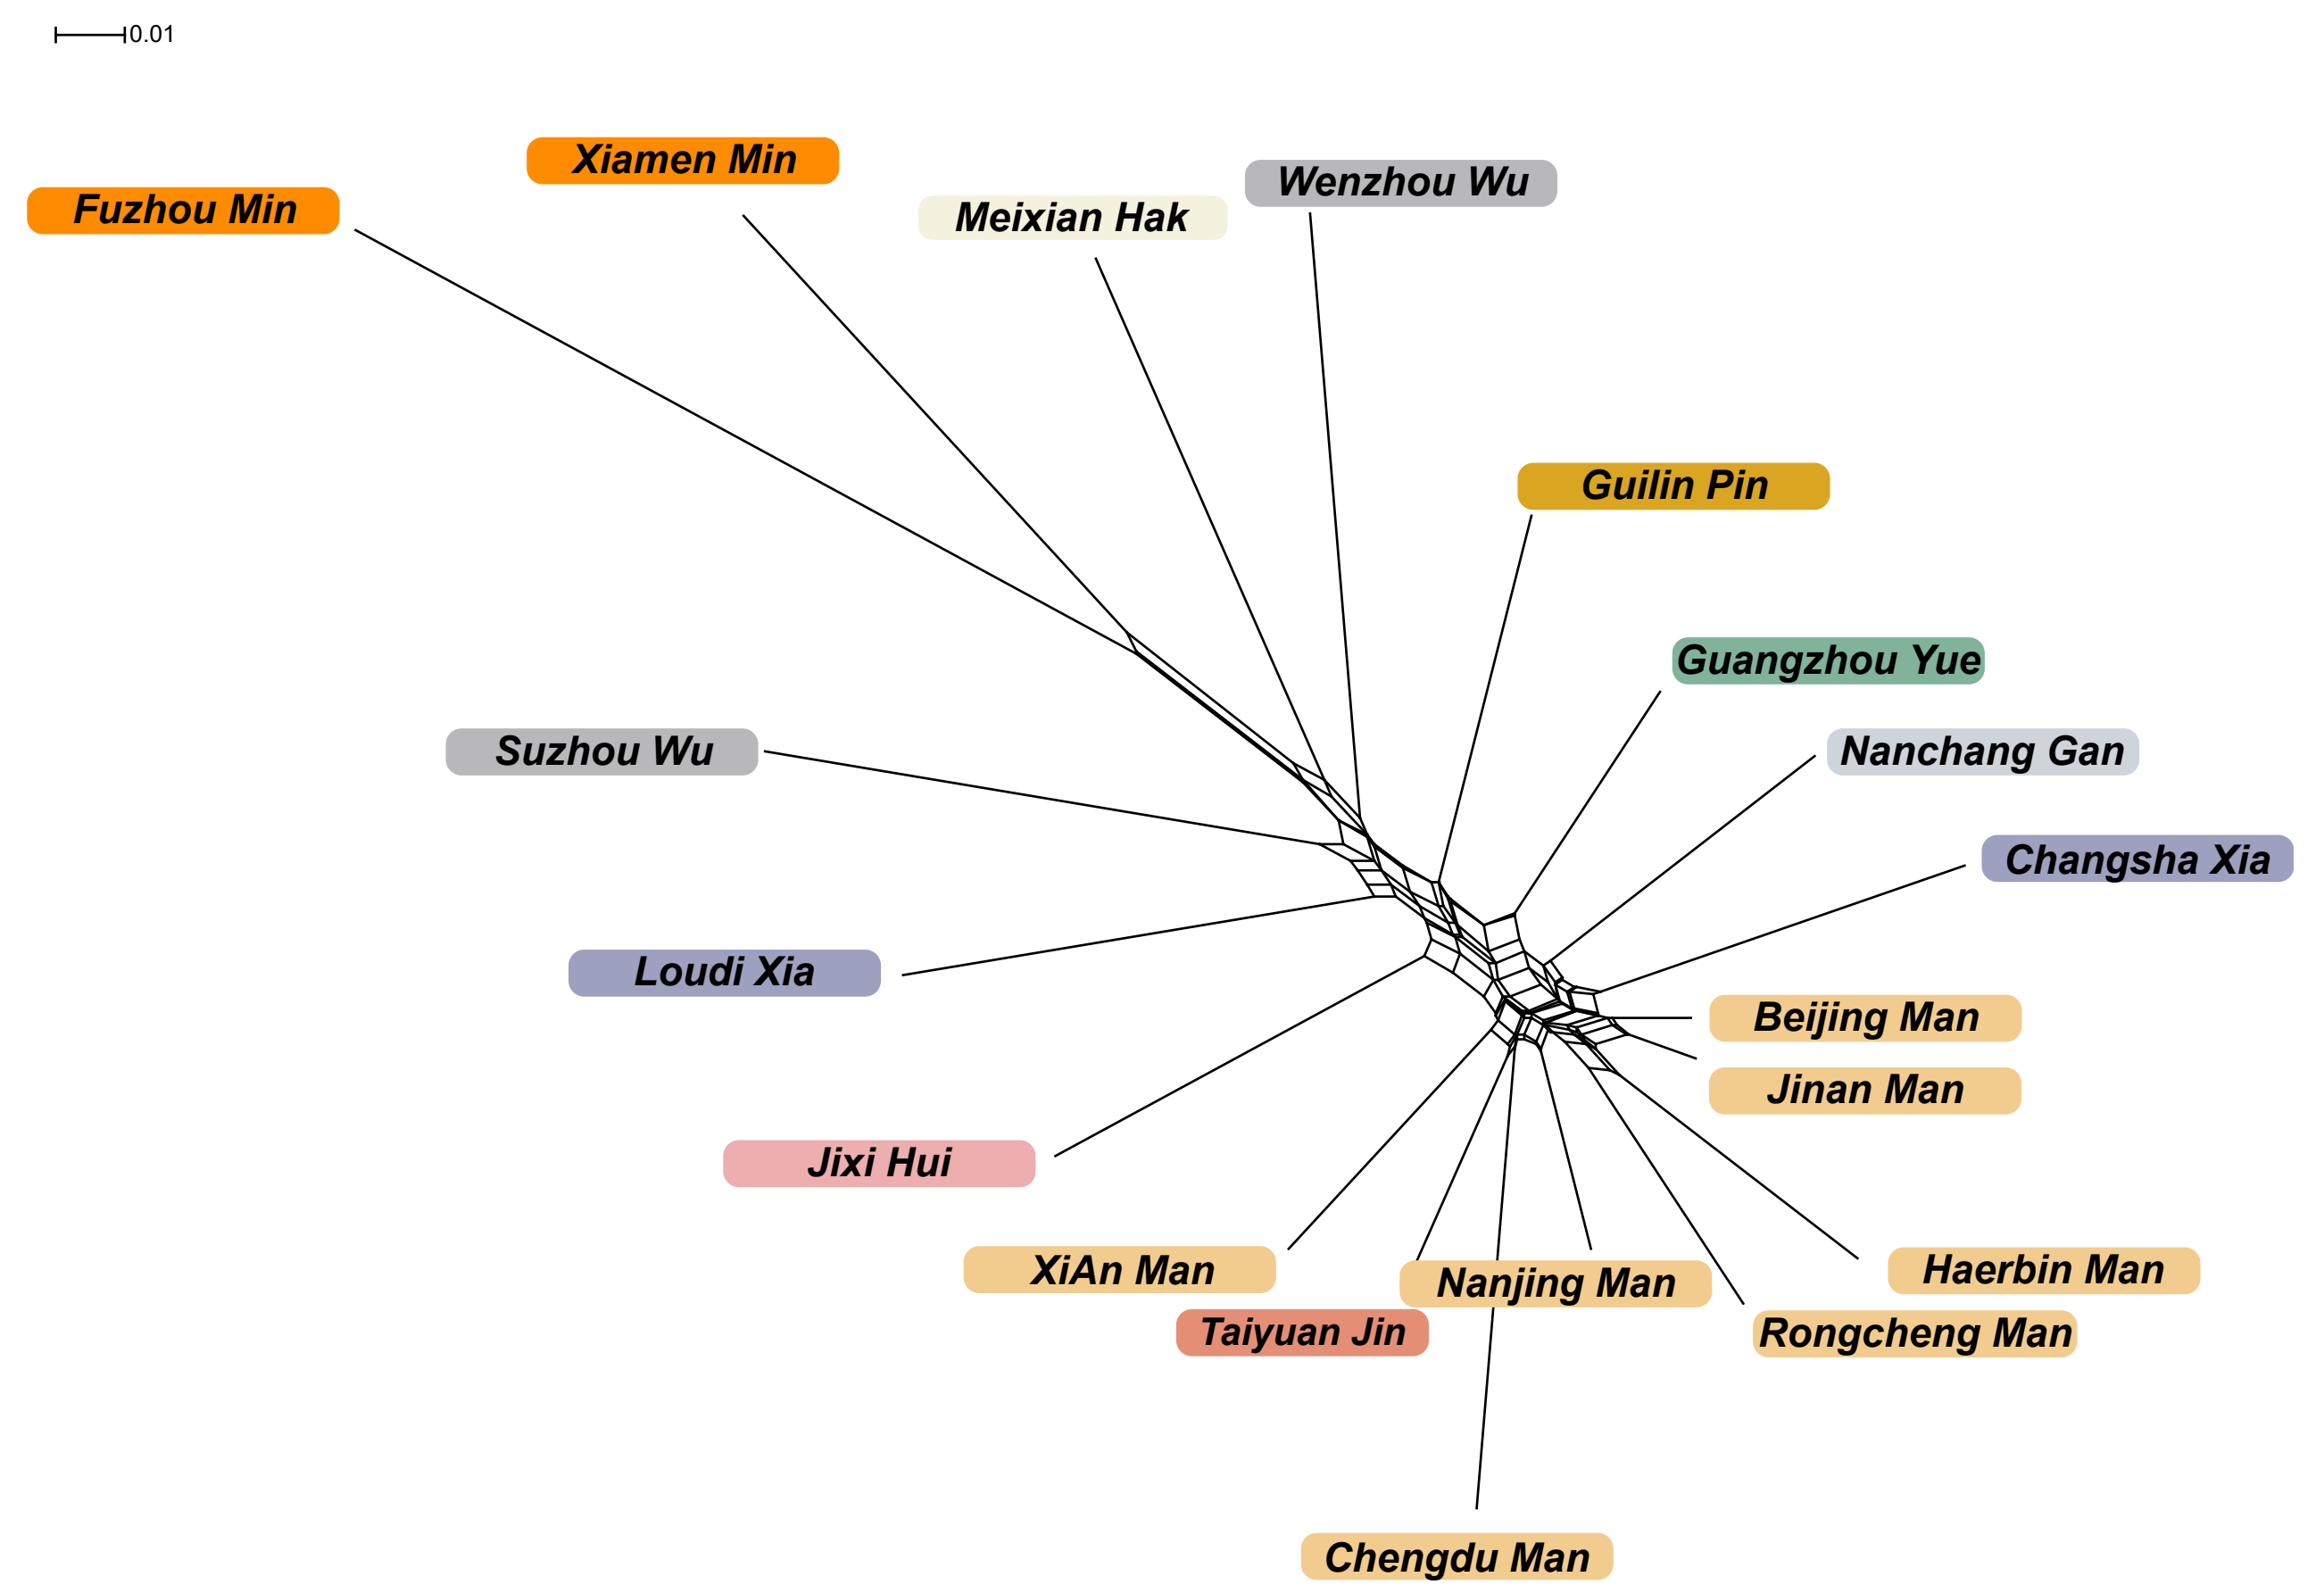 0.01
Xiamen Min
Fuzhou Min
Wenzhou Wu
Meixian Hak
Guilin Pin
Guangzhou Yue
Suzhou Wu
Nanchang Gan
Changsha Xia
Loudi Xia
Beijing Man
Jinan Man
Jixi Hui
XiAn Man
Haerbin Man
Nanjing Man
Taiyuan Jin
Rongcheng Man
Chengdu Man